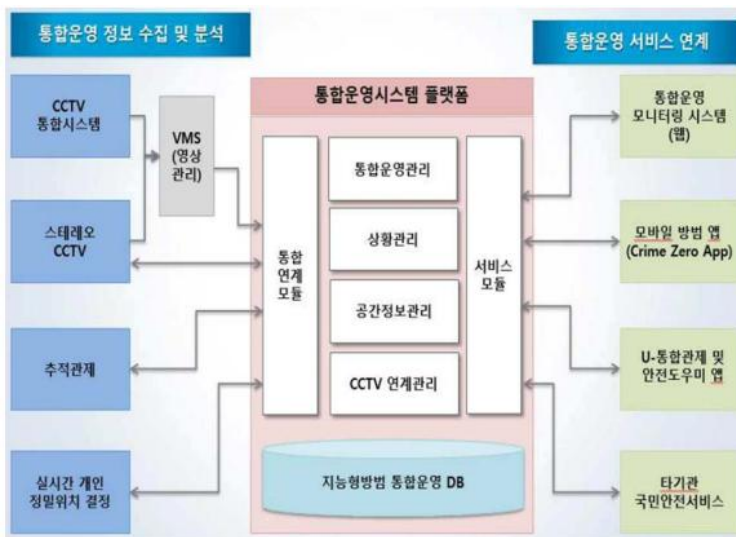 통합운영 정보 수집 및 분석
통합운영 서비스 연계
CCTV
통합시스템
VMS
(영상
관리)
스테레오
CCTV
추적관제
실시간 개인
정밀위치 결정
통합운영시스템 플랫폼
통합
연계
모듈
통합운영관리
상황관리
공간정보관리
CCTV 연계관리
서비스
모듈
지능형방범 통합운영 DB
통합운영
모니터링 시스템
(웹)
모바일 방범 앱
(Crime Zero App)
U-통합관제 및
안전도우미 앱
타기관
국민안전서비스